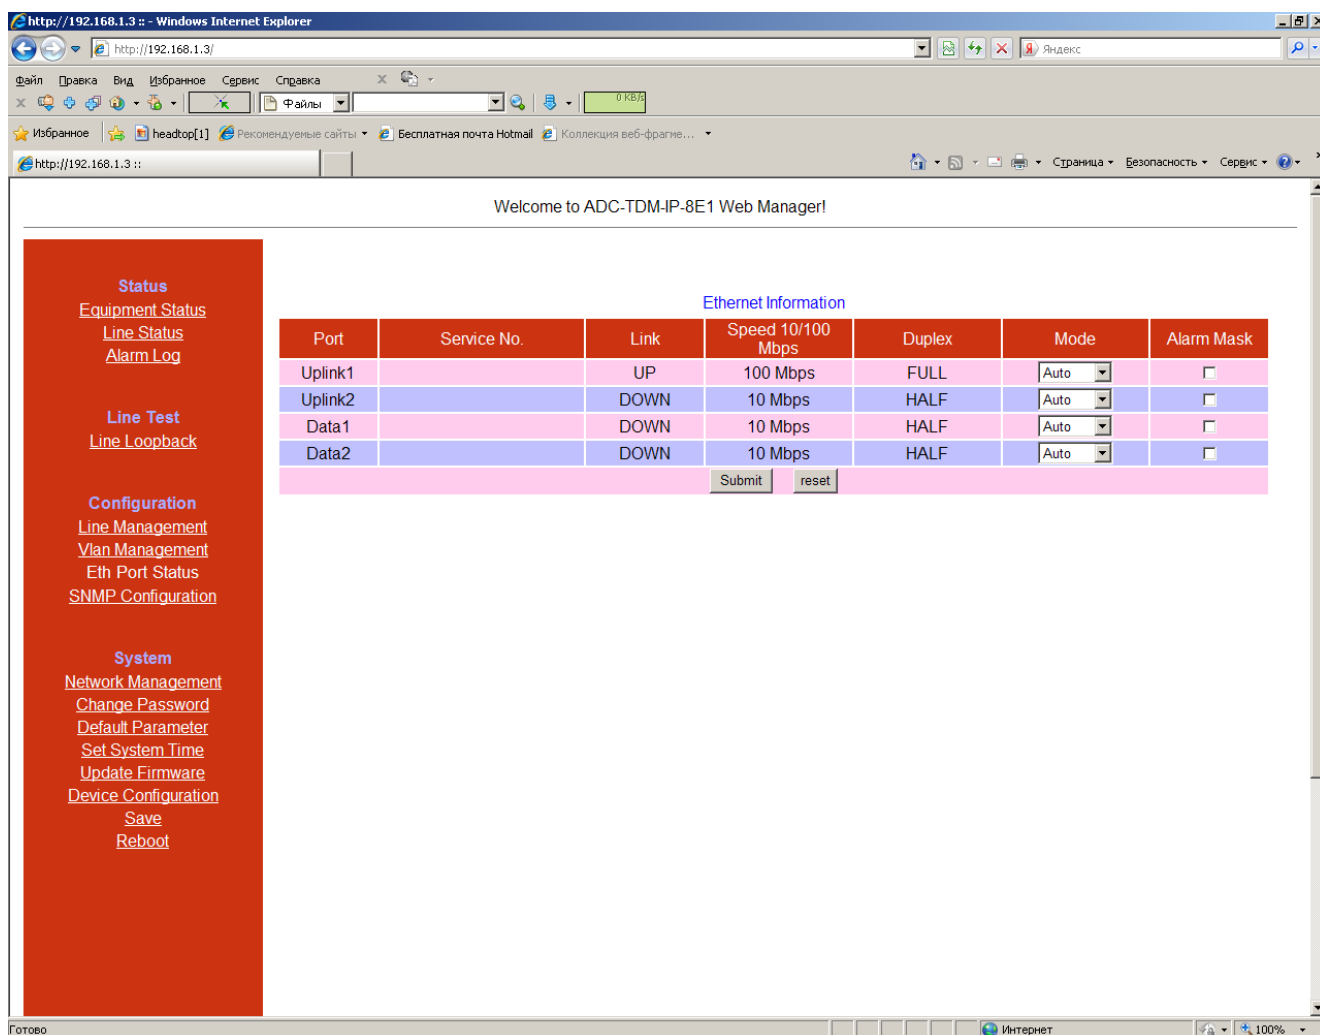 http://192.168.1.3 :: - Windows Internet Explorer
http://192.168.1.3/
Яндекс
Файл Правка Вид Избранное Сервис Справка
Файлы
0 KB/s
Избранное headtop[1] Рекомендуемые сайты Бесплатная почта Hotmail Коллекция веб-фрагме...
http://192.168.1.3 ::
Страница Безопасность Сервис
Welcome to ADC-TDM-IP-8E1 Web Manager!
Status
Equipment Status
Line Status
Alarm Log
Line Test
Line Loopback
Configuration
Line Management
Vlan Management
Eth Port Status
SNMP Configuration
System
Network Management
Change Password
Default Parameter
Set System Time
Update Firmware
Device Configuration
Save
Reboot
Ethernet Information
Port Service No. Link Speed 10/100 Mbps Duplex Mode Alarm Mask
Uplink1 UP 100 Mbps FULL Auto
Uplink2 DOWN 10 Mbps HALF Auto
Data1 DOWN 10 Mbps HALF Auto
Data2 DOWN 10 Mbps HALF Auto
Submit reset
Готово
Интернет
100%